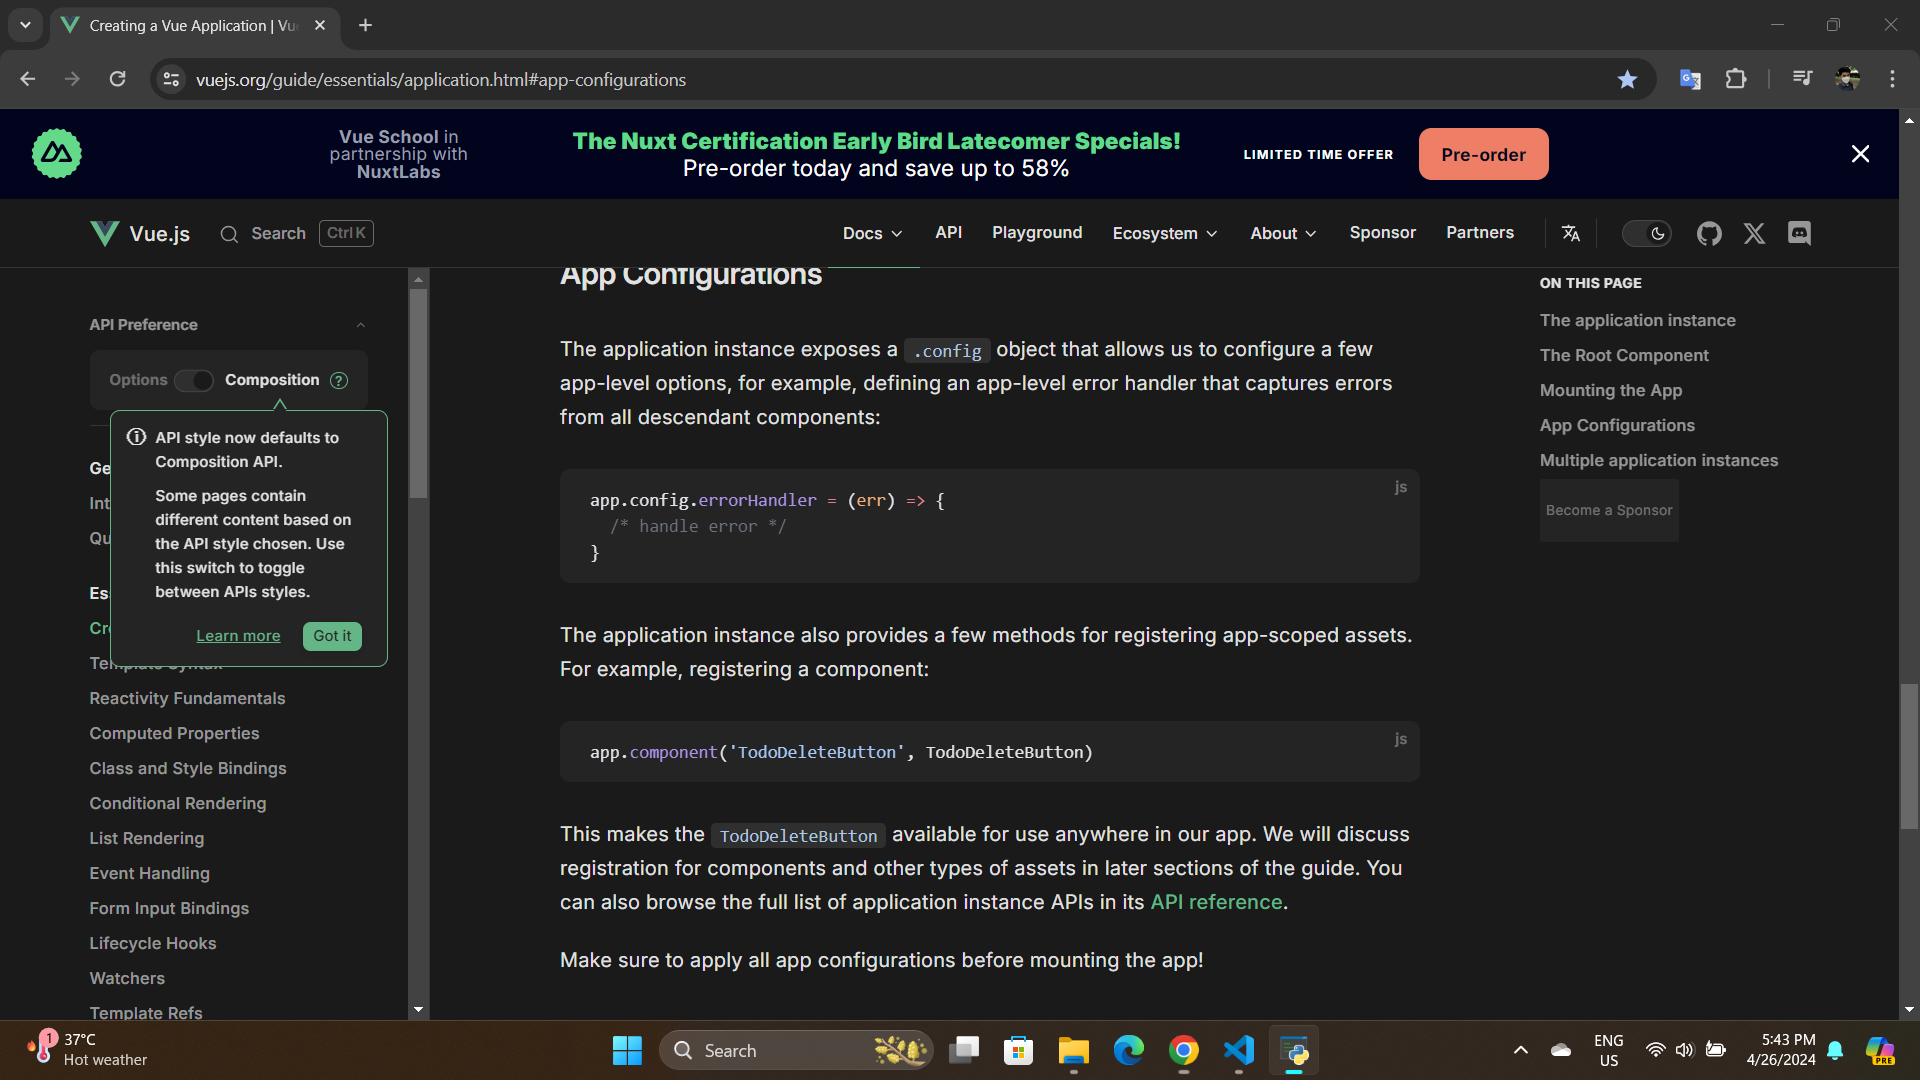 Creating a Vue Application | Vu
vuejs.org/guide/essentials/application.html#app-configurations
Vue School in
partnership with
NuxtLabs
The Nuxt Certification Early Bird Latecomer Specials!
Pre-order today and save up to 58%
LIMITED TIME OFFER
Pre-order
Vue.js
Search
Ctrl K
Docs
API
Playground
Ecosystem
About
Sponsor
Partners
API Preference
Options
Composition
?
API style now defaults to
Composition API.
Some pages contain
different content based on
the API style chosen. Use
this switch to toggle
between APIs styles.
Learn more
Got it
Ge
Int
Qu
Es
Cre
Template Syntax
Reactivity Fundamentals
Computed Properties
Class and Style Bindings
Conditional Rendering
List Rendering
Event Handling
Form Input Bindings
Lifecycle Hooks
Watchers
Template Refs
App Configurations
The application instance exposes a .config object that allows us to configure a few
app-level options, for example, defining an app-level error handler that captures errors
from all descendant components:
js
app.config.errorHandler = (err) => {
/* handle error */
}
The application instance also provides a few methods for registering app-scoped assets.
For example, registering a component:
js
app.component('TodoDeleteButton', TodoDeleteButton)
This makes the TodoDeleteButton available for use anywhere in our app. We will discuss
registration for components and other types of assets in later sections of the guide. You
can also browse the full list of application instance APIs in its API reference.
Make sure to apply all app configurations before mounting the app!
ON THIS PAGE
The application instance
The Root Component
Mounting the App
App Configurations
Multiple application instances
Become a Sponsor
1
37°C
Hot weather
Search
ENG
US
5:43 PM
4/26/2024
PRE